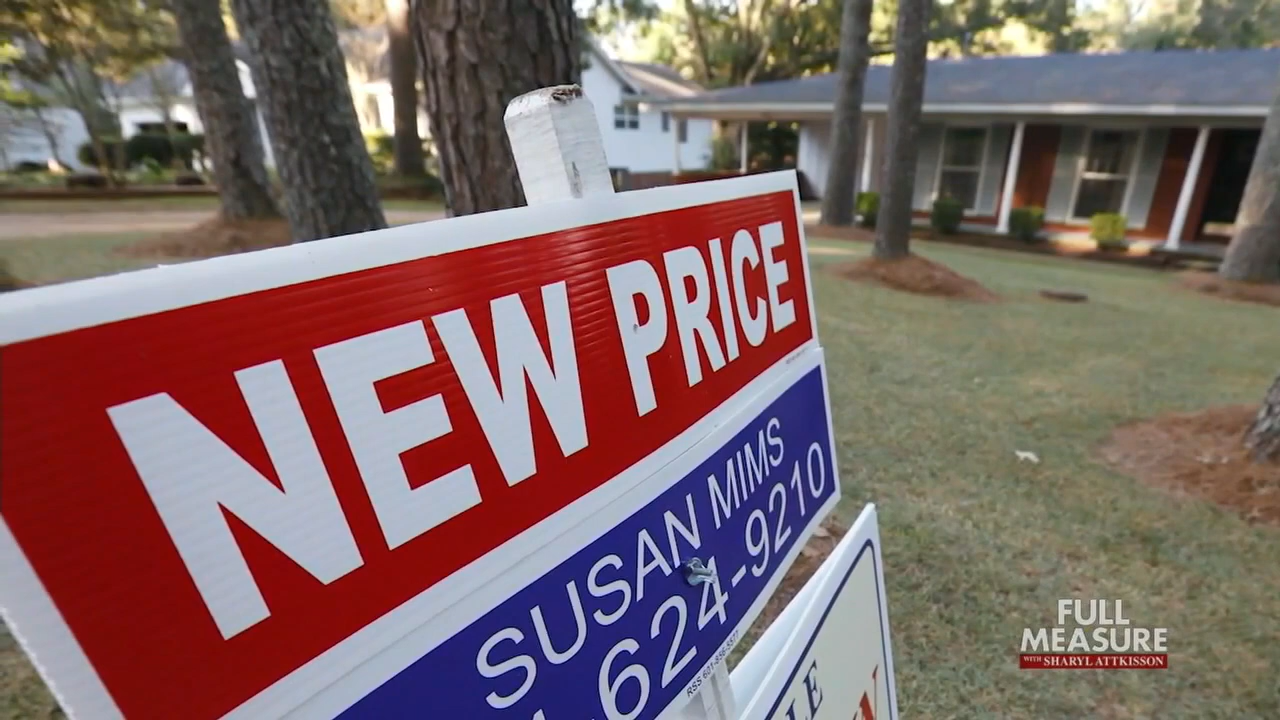 NEW PRICE
SUSAN MIMS
624-9210
FULL
MEASURE
WITH SHARYL ATTKISSON